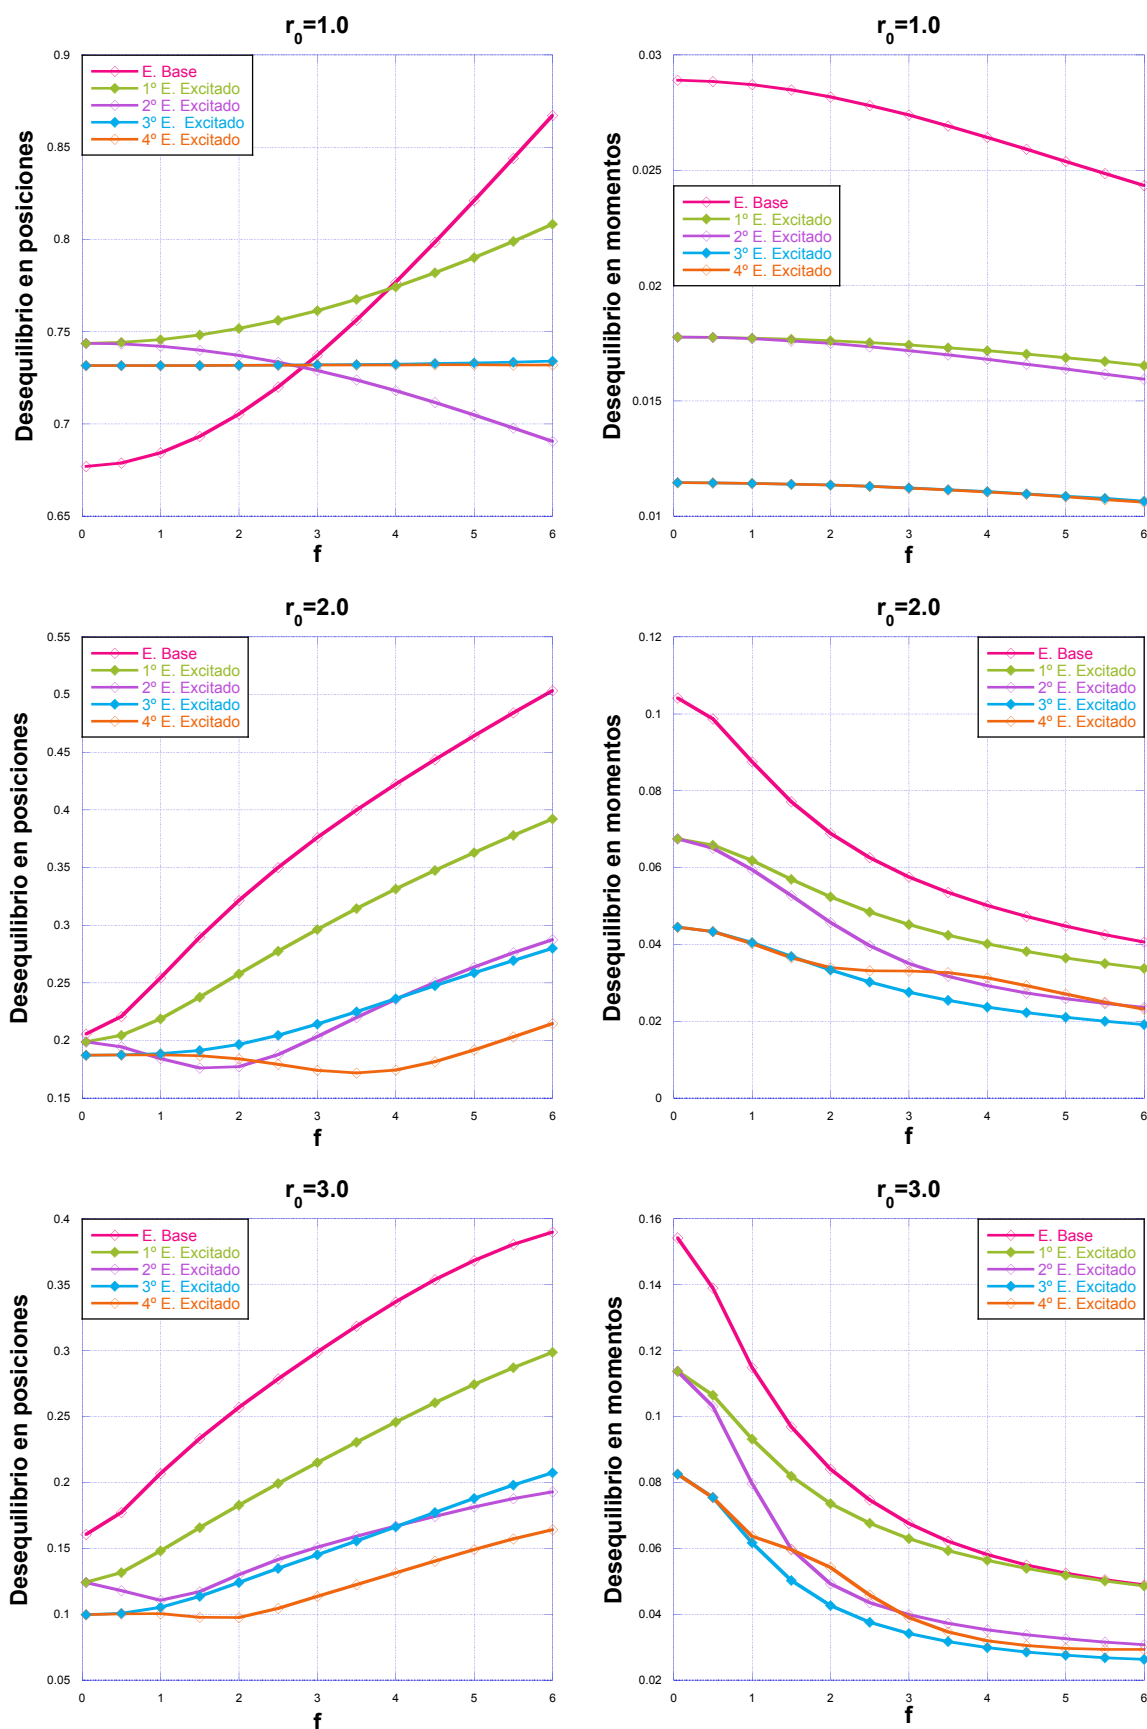 r0=1.0
Desequilibrio en posiciones
0.9
0.85
0.8
0.75
0.7
0.65
E. Base
1º E. Excitado
2º E. Excitado
3º E. Excitado
4º E. Excitado
0 1 2 3 4 5 6
f
r0=1.0
Desequilibrio en momentos
0.03
0.025
0.02
0.015
0.01
E. Base
1º E. Excitado
2º E. Excitado
3º E. Excitado
4º E. Excitado
0 1 2 3 4 5 6
f
r0=2.0
Desequilibrio en posiciones
0.55
0.5
0.45
0.4
0.35
0.3
0.25
0.2
0.15
E. Base
1º E. Excitado
2º E. Excitado
3º E. Excitado
4º E. Excitado
0 1 2 3 4 5 6
f
r0=2.0
Desequilibrio en momentos
0.12
0.1
0.08
0.06
0.04
0.02
0
E. Base
1º E. Excitado
2º E. Excitado
3º E. Excitado
4º E. Excitado
0 1 2 3 4 5 6
f
r0=3.0
Desequilibrio en posiciones
0.4
0.35
0.3
0.25
0.2
0.15
0.1
0.05
E. Base
1º E. Excitado
2º E. Excitado
3º E. Excitado
4º E. Excitado
0 1 2 3 4 5 6
f
r0=3.0
Desequilibrio en momentos
0.16
0.14
0.12
0.1
0.08
0.06
0.04
0.02
E. Base
1º E. Excitado
2º E. Excitado
3º E. Excitado
4º E. Excitado
0 1 2 3 4 5 6
f